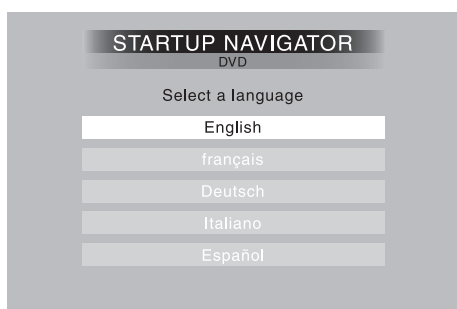 STARTUP NAVIGATOR
DVD
Select a language
English
français
Deutsch
Italiano
Español